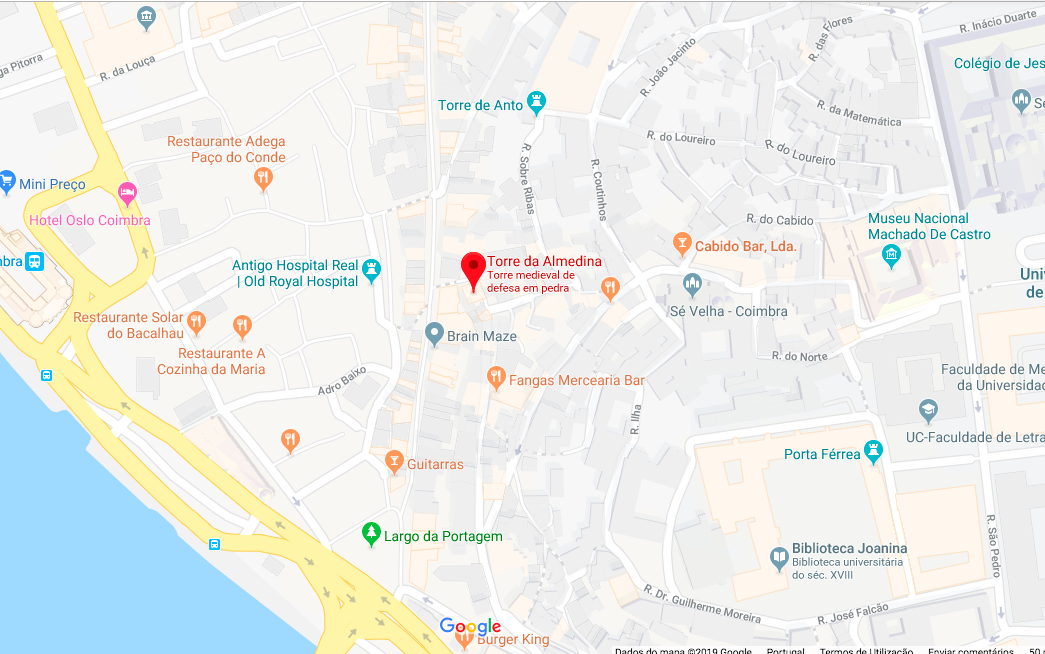 R. Inácio Duarte
R. das Flores
R. João Jacinto
Colégio de Jes
ga Pitorra
R. da Louça
Torre de Anto
Sé
R. da Matemática
Restaurante Adega
Paço do Conde
R. do Loureiro
R. do Loureiro
R. Sobre Ribas
R. Coutinhos
Mini Preço
Hotel Oslo Coimbra
R. do Cabido
Museu Nacional
Machado De Castro
Cabido Bar, Lda.
mbra
Antigo Hospital Real
| Old Royal Hospital
Torre da Almedina
Torre medieval de
defesa em pedra
Univ
de
Sé Velha - Coimbra
Restaurante Solar
do Bacalhau
Brain Maze
Restaurante A
Cozinha da Maria
R. do Norte
Adro Baixo
Fangas Mercearia Bar
Faculdade de Me
da Universidad
R. Ilha
UC-Faculdade de Letra
Porta Férrea
Guitarras
Largo da Portagem
R. São Pedro
Biblioteca Joanina
Biblioteca universitária
do séc. XVIII
R. Dr. Guilherme Moreira
R. José Falcão
Google
Burger King
Dados do mapa ©2019 Google Portugal Termos de Utilização Enviar comentários 50